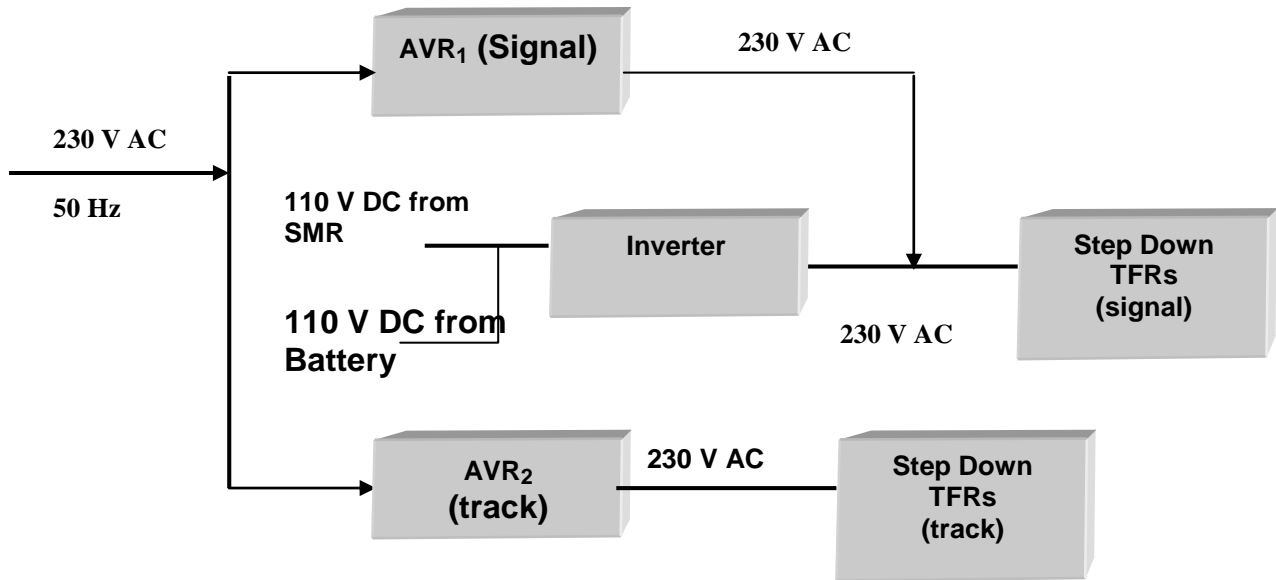 AVR1 (Signal)
230 V AC
230 V AC
50 Hz
110 V DC from
SMR
Inverter
Step Down
TFRs
(signal)
110 V DC from
Battery
230 V AC
AVR2
(track)
230 V AC
Step Down
TFRs
(track)